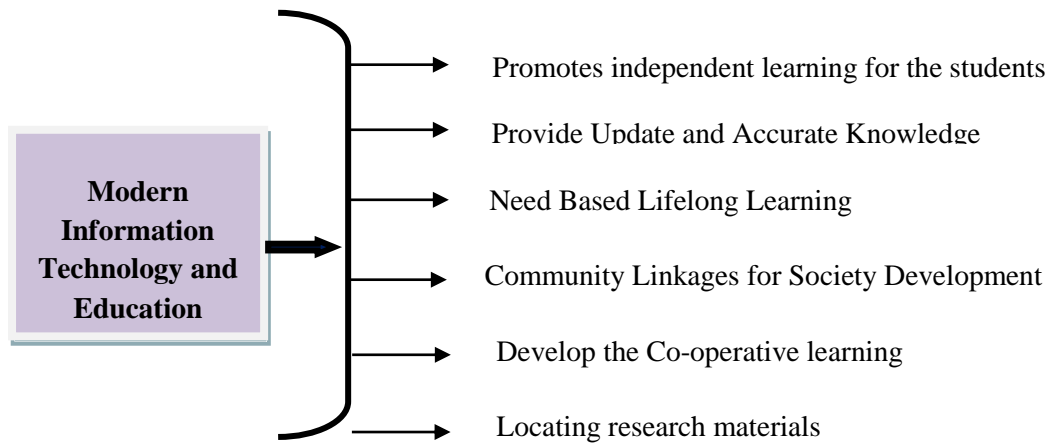 Promotes independent learning for the students
Provide Update and Accurate Knowledge
Modern
Information
Technology and
Education
Need Based Lifelong Learning
Community Linkages for Society Development
Develop the Co-operative learning
Locating research materials